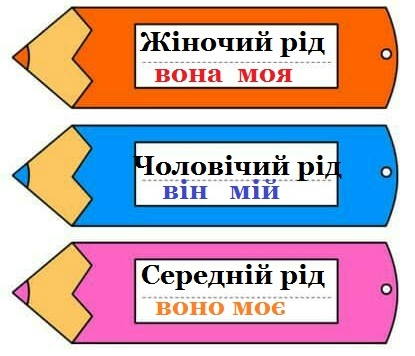 Жіночий рід
вона моя
Чоловічий рід
він мій
Середній рід
воно моє